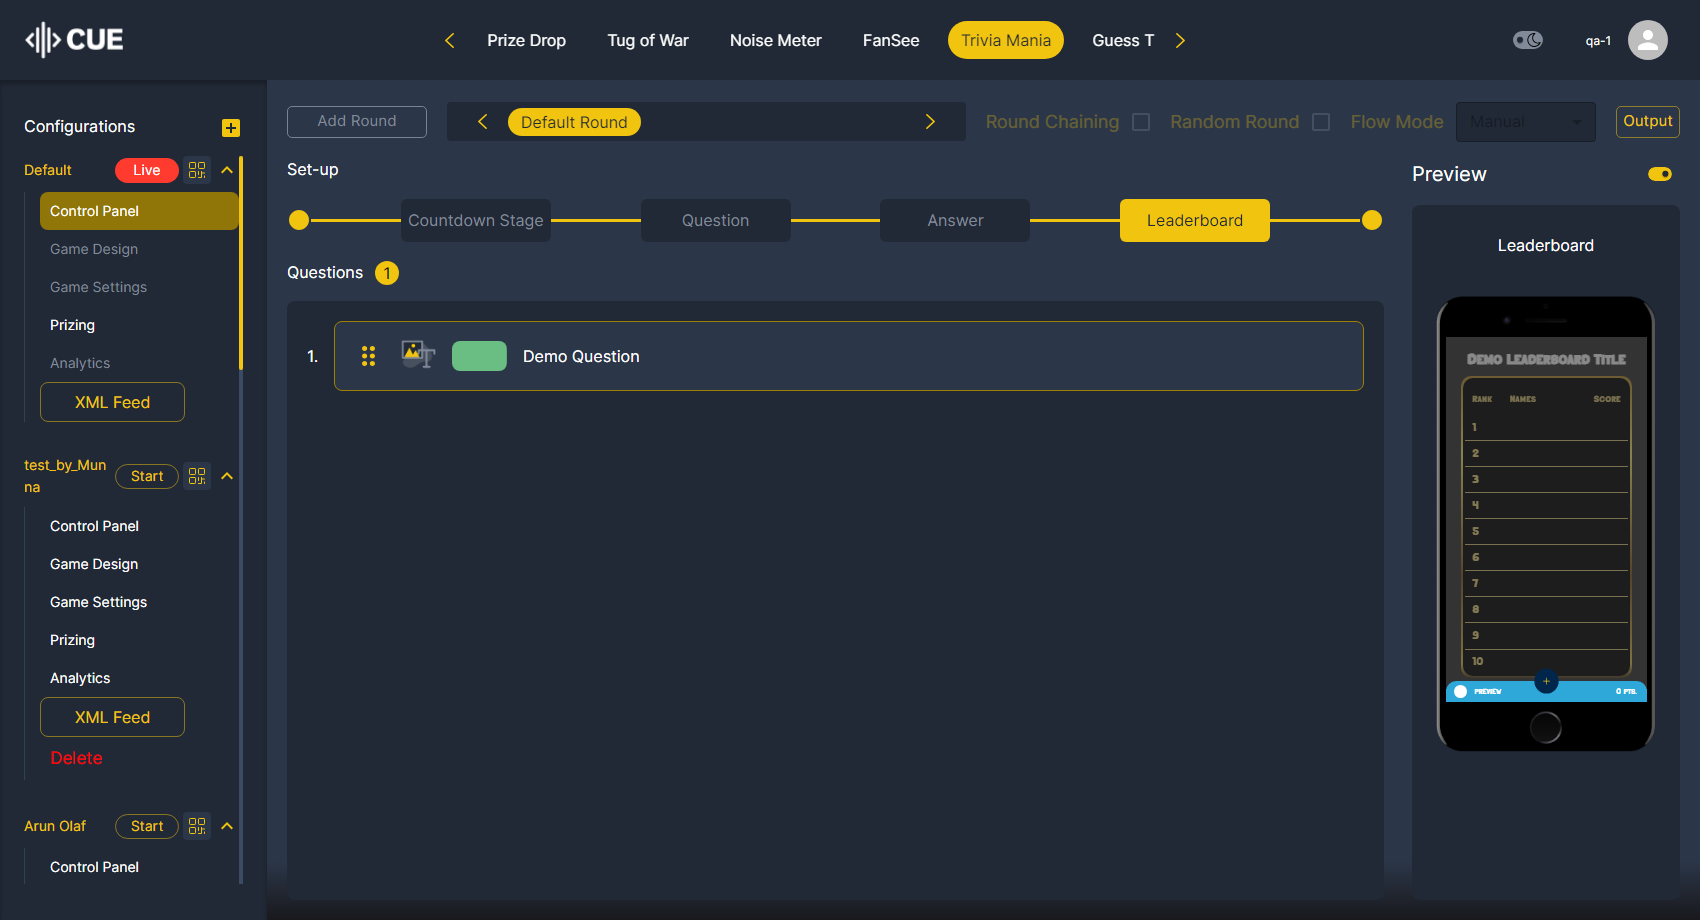 CUE
Prize Drop
Tug of War
Noise Meter
FanSee
Trivia Mania
Guess T
qa-1
Configurations
Default
Live
Control Panel
Game Design
Game Settings
Prizing
Analytics
XML Feed
test_by_Mun
na
Start
Control Panel
Game Design
Game Settings
Prizing
Analytics
XML Feed
Delete
Arun Olaf
Start
Control Panel
Add Round
Default Round
Round Chaining
Random Round
Flow Mode
Manual
Output
Set-up
Countdown Stage
Question
Answer
Leaderboard
Questions
1
1.
Demo Question
Preview
Leaderboard
Demo Leaderboard Title
Rank Names Score
1
2
3
4
5
6
7
8
9
10
PREVIEW
0 PTS.